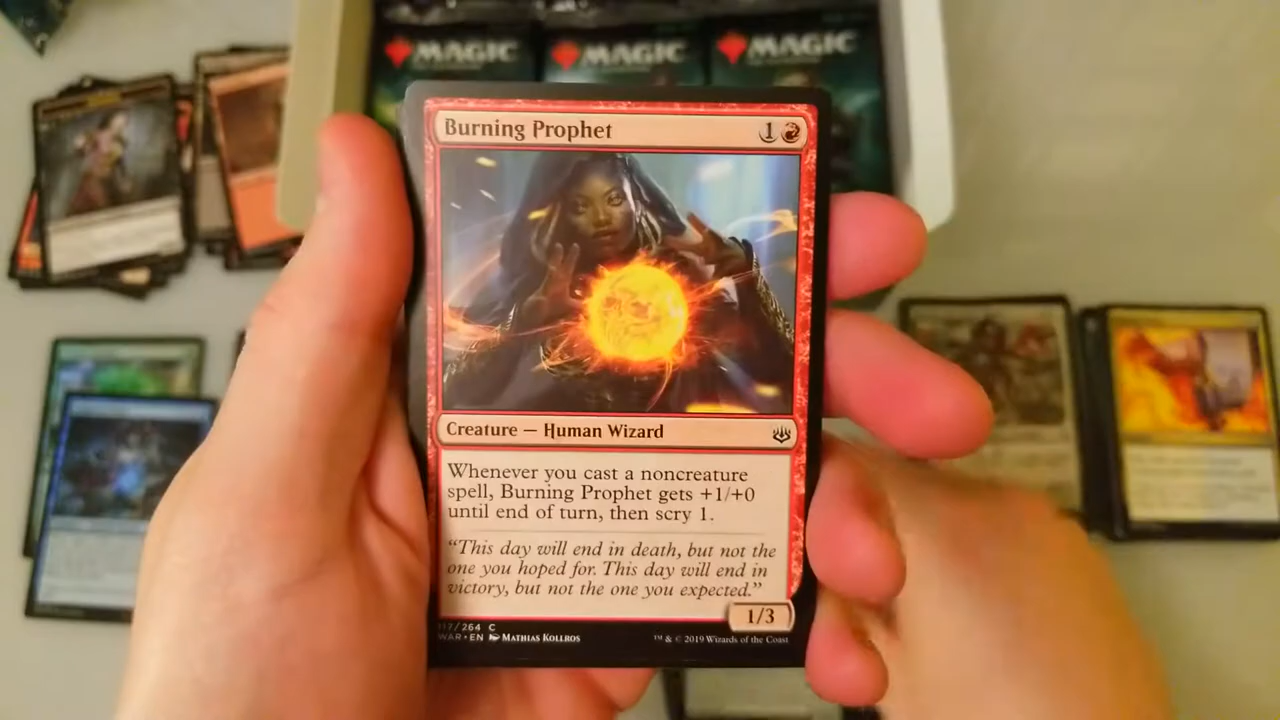 MAGIC
MAGIC
MAGIC
Burning Prophet
1
Creature — Human Wizard
Whenever you cast a noncreature
spell, Burning Prophet gets +1/+0
until end of turn, then scry 1.
“This day will end in death, but not the
one you hoped for. This day will end in
victory, but not the one you expected.”
1/3
117/264 C
WAR • EN Mathias Kollros
™ & © 2019 Wizards of the Coast